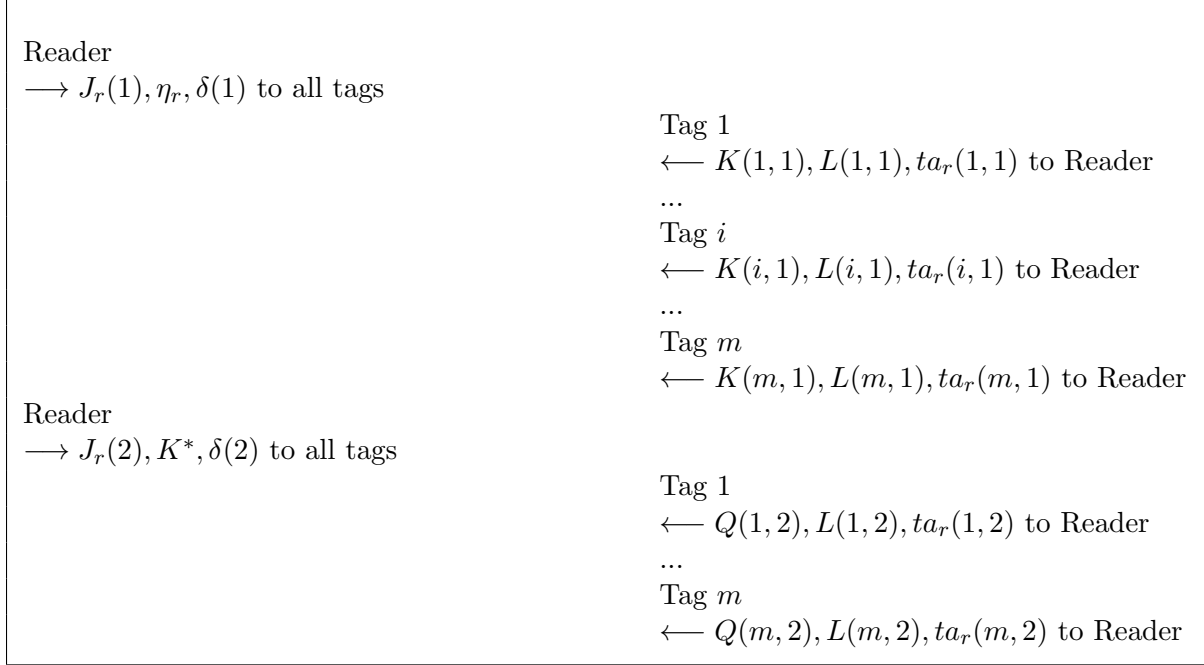 Reader
⟶ J_r(1), η_r, δ(1) to all tags
Tag 1
⟵ K(1, 1), L(1, 1), ta_r(1, 1) to Reader
...
Tag i
⟵ K(i, 1), L(i, 1), ta_r(i, 1) to Reader
...
Tag m
⟵ K(m, 1), L(m, 1), ta_r(m, 1) to Reader
Reader
⟶ J_r(2), K*, δ(2) to all tags
Tag 1
⟵ Q(1, 2), L(1, 2), ta_r(1, 2) to Reader
...
Tag m
⟵ Q(m, 2), L(m, 2), ta_r(m, 2) to Reader